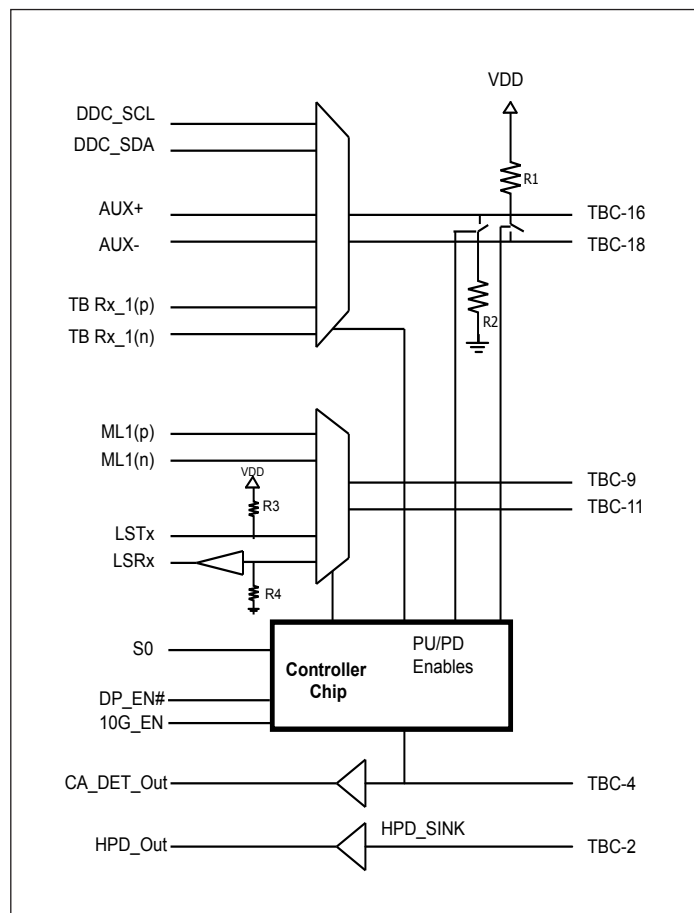 VDD
DDC_SCL
DDC_SDA
R1
AUX+
TBC-16
AUX-
TBC-18
TB Rx_1(p)
R2
TB Rx_1(n)
ML1(p)
ML1(n)
VDD
TBC-9
R3
TBC-11
LSTx
LSRx
R4
S0
PU/PD
Enables
Controller
Chip
DP_EN#
10G_EN
CA_DET_Out
TBC-4
HPD_SINK
HPD_Out
TBC-2